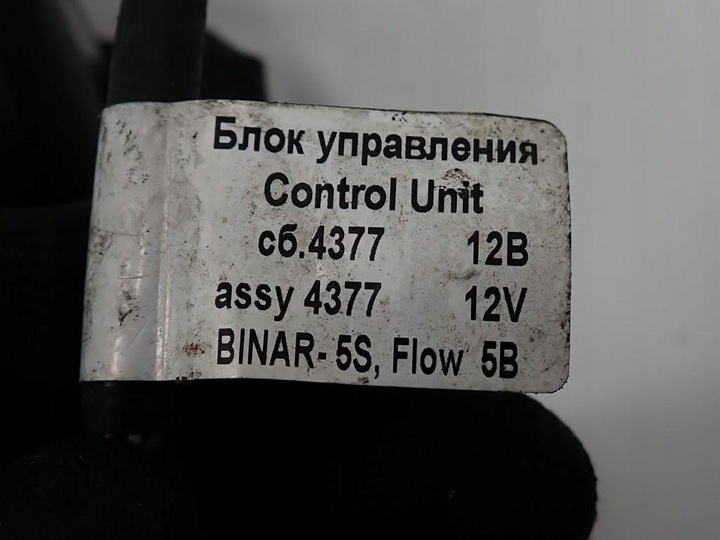 Блок управления
Control Unit
сб.4377 12В
assy 4377 12V
BINAR- 5S, Flow 5B